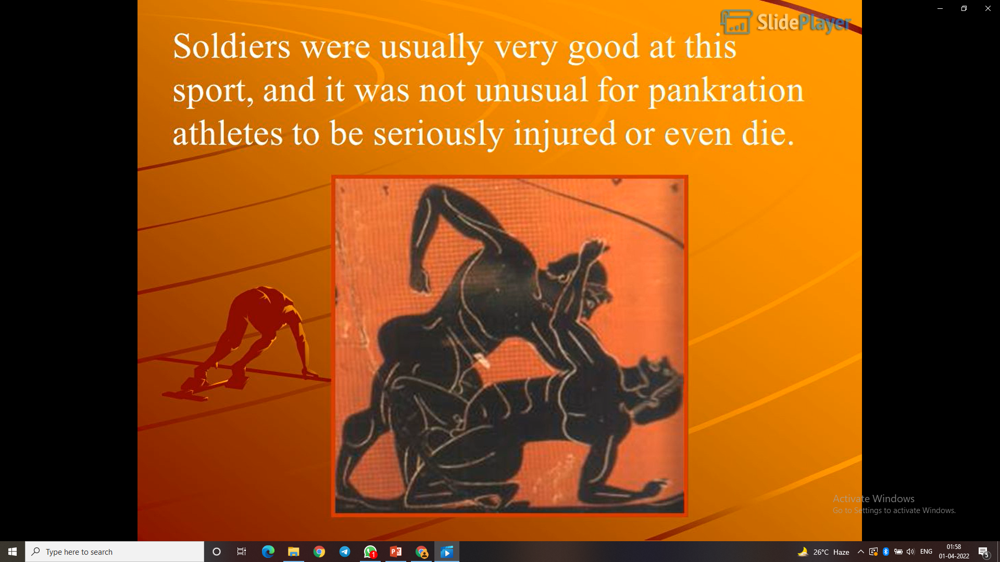 SlidePlayer
Soldiers were usually very good at this
sport, and it was not unusual for pankration
athletes to be seriously injured or even die.
Activate Windows
Go to Settings to activate Windows.
Type here to search
1
26°C Haze
ENG
01:58
01-04-2022
5